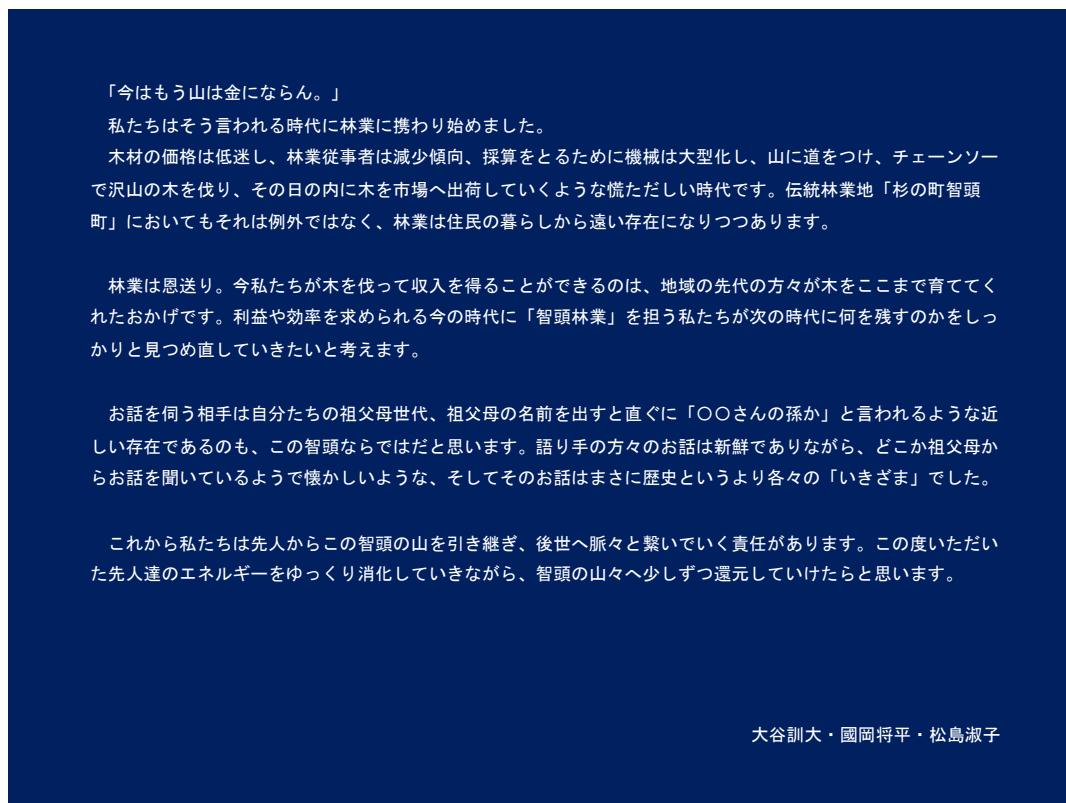 「今はもう山は金にならん。」
私たちはそう言われる時代に林業に携わり始めました。
木材の価格は低迷し、林業従事者は減少傾向、採算をとるために機械は大型化し、山に道をつけ、チェーンソー
で沢山の木を伐り、その日の内に木を市場へ出荷していくような慌ただしい時代です。伝統林業地「杉の町智頭
町」においてもそれは例外ではなく、林業は住民の暮らしから遠い存在になりつつあります。
林業は恩送り。今私たちが木を伐って収入を得ることができるのは、地域の先代の方々が木をここまで育ててく
れたおかげです。利益や効率を求められる今の時代に「智頭林業」を担う私たちが次の時代に何を残すのかをしっ
かりと見つめ直していきたいと考えます。
お話を伺う相手は自分たちの祖父母世代、祖父母の名前を出すと直ぐに「〇〇さんの孫か」と言われるような近
しい存在であるのも、この智頭ならではだと思います。語り手の方々のお話は新鮮でありながら、どこか祖父母か
らお話を聞いているようで懐かしいような、そしてそのお話はまさに歴史というより各々の「いきざま」でした。
これから私たちは先人からこの智頭の山を引き継ぎ、後世へ脈々と繋いでいく責任があります。この度いただい
た先人達のエネルギーをゆっくり消化していきながら、智頭の山々へ少しずつ還元していけたらと思います。
大谷訓大・國岡将平・松島淑子